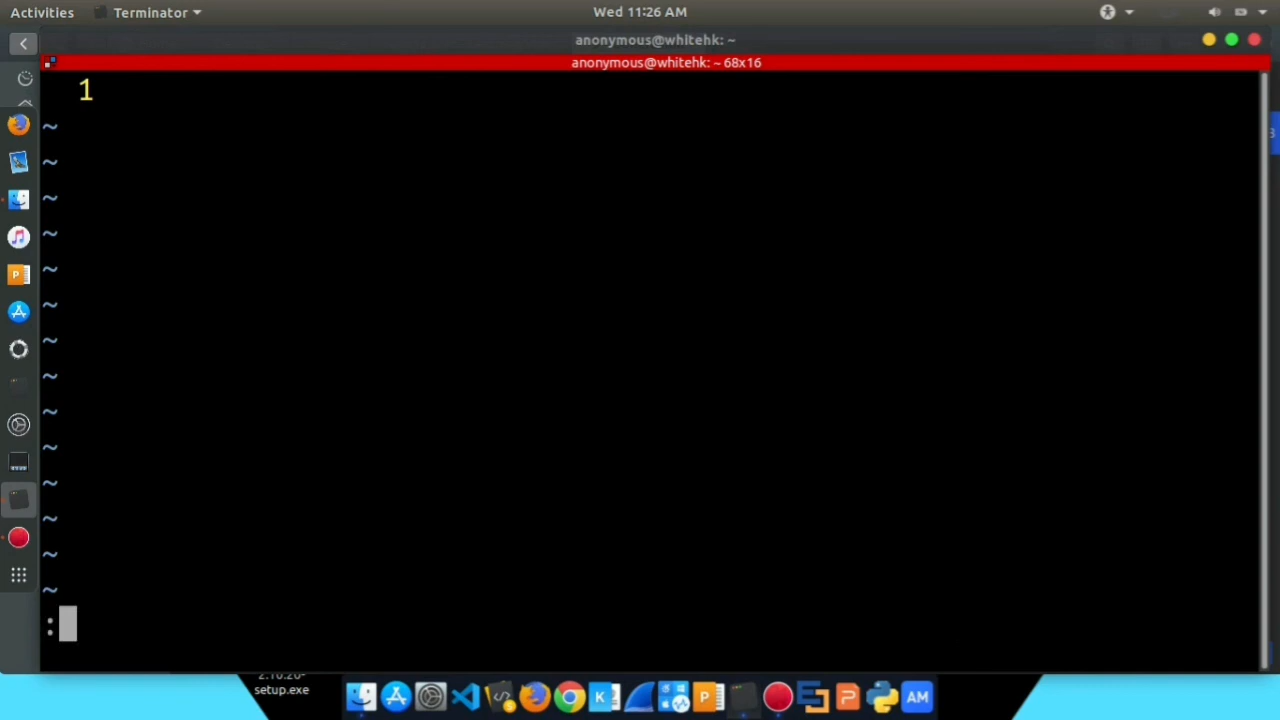 Activities Terminator Wed 11:26 AM
anonymous@whitehk: ~
anonymous@whitehk: ~ 68x16
1
~
~
~
~
~
~
~
~
~
~
~
~
~
~
:
setup.exe
P
K
P
P
AM